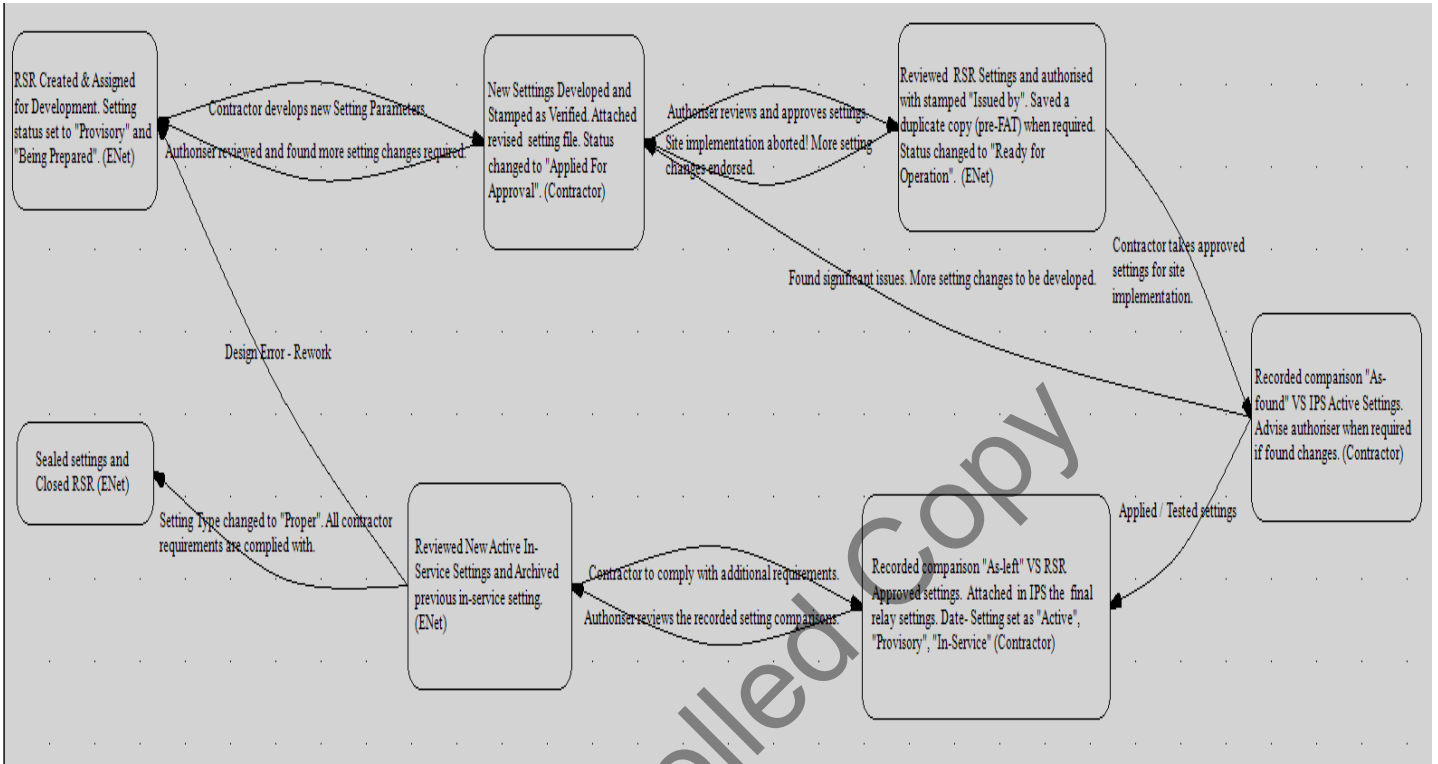 RSR Created & Assigned
for Development. Setting
status set to "Provisory" and
"Being Prepared". (ENet)
Contractor develops new Setting Parameters.
Authoriser reviewed and found more setting changes required.
New Setttings Developed and
Stamped as Verified. Attached
revised setting file. Status
changed to "Applied For
Approval". (Contractor)
Authoriser reviews and approves settings.
Site implementation aborted! More setting
changes endorsed.
Reviewed RSR Settings and authorised
with stamped "Issued by". Saved a
duplicate copy (pre-FAT) when required.
Status changed to "Ready for
Operation". (ENet)
Contractor takes approved
settings for site
implementation.
Found significant issues. More setting changes to be developed.
Design Error - Rework
Recorded comparison "As-
found" VS IPS Active Settings.
Advise authoriser when required
if found changes. (Contractor)
Applied / Tested settings
Sealed settings and
Closed RSR (ENet)
Setting Type changed to "Proper". All contractor
requirements are complied with.
Reviewed New Active In-
Service Settings and Archived
previous in-service setting.
(ENet)
Contractor to comply with additional requirements.
Authoriser reviews the recorded setting comparisons.
Recorded comparison "As-left" VS RSR
Approved settings. Attached in IPS the final
relay settings. Date- Setting set as "Active",
"Provisory", "In-Service" (Contractor)
lled Copy